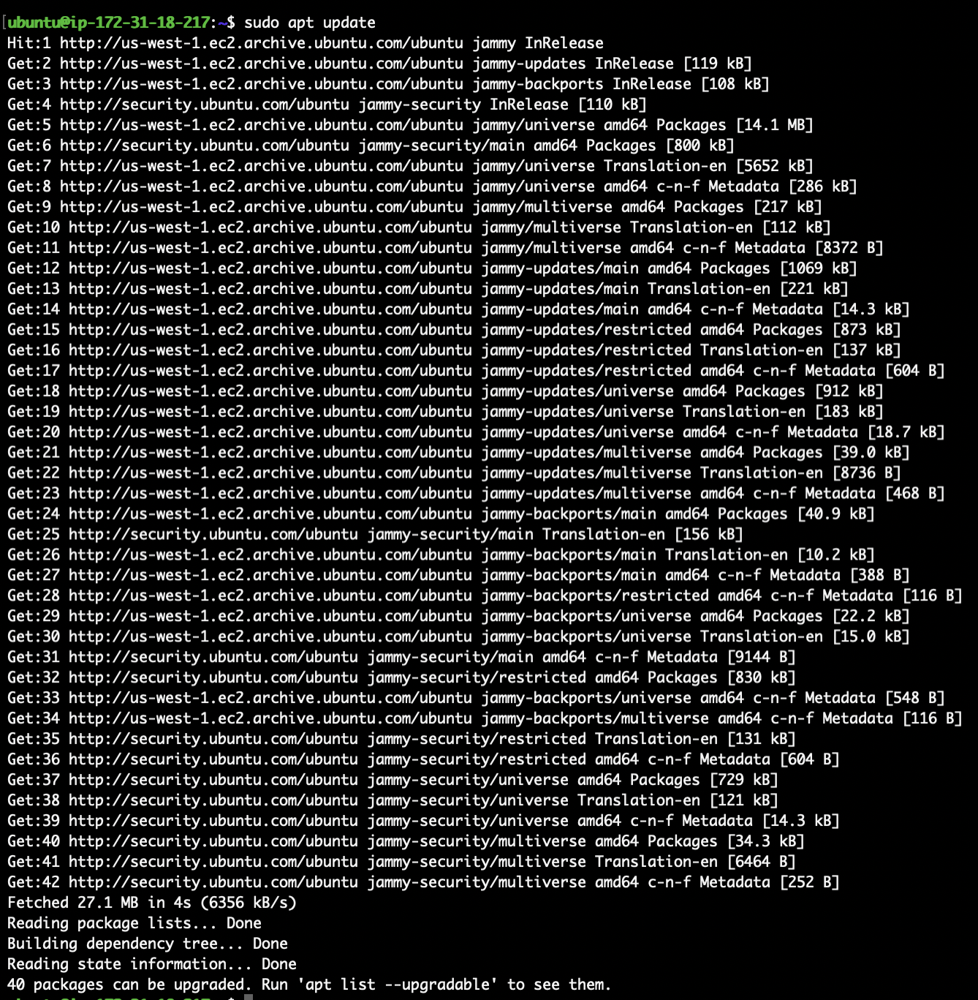 [ubuntu@ip-172-31-18-217:~$ sudo apt update
Hit:1 http://us-west-1.ec2.archive.ubuntu.com/ubuntu jammy InRelease
Get:2 http://us-west-1.ec2.archive.ubuntu.com/ubuntu jammy-updates InRelease [119 kB]
Get:3 http://us-west-1.ec2.archive.ubuntu.com/ubuntu jammy-backports InRelease [108 kB]
Get:4 http://security.ubuntu.com/ubuntu jammy-security InRelease [110 kB]
Get:5 http://us-west-1.ec2.archive.ubuntu.com/ubuntu jammy/universe amd64 Packages [14.1 MB]
Get:6 http://security.ubuntu.com/ubuntu jammy-security/main amd64 Packages [800 kB]
Get:7 http://us-west-1.ec2.archive.ubuntu.com/ubuntu jammy/universe Translation-en [5652 kB]
Get:8 http://us-west-1.ec2.archive.ubuntu.com/ubuntu jammy/universe amd64 c-n-f Metadata [286 kB]
Get:9 http://us-west-1.ec2.archive.ubuntu.com/ubuntu jammy/multiverse amd64 Packages [217 kB]
Get:10 http://us-west-1.ec2.archive.ubuntu.com/ubuntu jammy/multiverse Translation-en [112 kB]
Get:11 http://us-west-1.ec2.archive.ubuntu.com/ubuntu jammy/multiverse amd64 c-n-f Metadata [8372 B]
Get:12 http://us-west-1.ec2.archive.ubuntu.com/ubuntu jammy-updates/main amd64 Packages [1069 kB]
Get:13 http://us-west-1.ec2.archive.ubuntu.com/ubuntu jammy-updates/main Translation-en [221 kB]
Get:14 http://us-west-1.ec2.archive.ubuntu.com/ubuntu jammy-updates/main amd64 c-n-f Metadata [14.3 kB]
Get:15 http://us-west-1.ec2.archive.ubuntu.com/ubuntu jammy-updates/restricted amd64 Packages [873 kB]
Get:16 http://us-west-1.ec2.archive.ubuntu.com/ubuntu jammy-updates/restricted Translation-en [137 kB]
Get:17 http://us-west-1.ec2.archive.ubuntu.com/ubuntu jammy-updates/restricted amd64 c-n-f Metadata [604 B]
Get:18 http://us-west-1.ec2.archive.ubuntu.com/ubuntu jammy-updates/universe amd64 Packages [912 kB]
Get:19 http://us-west-1.ec2.archive.ubuntu.com/ubuntu jammy-updates/universe Translation-en [183 kB]
Get:20 http://us-west-1.ec2.archive.ubuntu.com/ubuntu jammy-updates/universe amd64 c-n-f Metadata [18.7 kB]
Get:21 http://us-west-1.ec2.archive.ubuntu.com/ubuntu jammy-updates/multiverse amd64 Packages [39.0 kB]
Get:22 http://us-west-1.ec2.archive.ubuntu.com/ubuntu jammy-updates/multiverse Translation-en [8736 B]
Get:23 http://us-west-1.ec2.archive.ubuntu.com/ubuntu jammy-updates/multiverse amd64 c-n-f Metadata [468 B]
Get:24 http://us-west-1.ec2.archive.ubuntu.com/ubuntu jammy-backports/main amd64 Packages [40.9 kB]
Get:25 http://security.ubuntu.com/ubuntu jammy-security/main Translation-en [156 kB]
Get:26 http://us-west-1.ec2.archive.ubuntu.com/ubuntu jammy-backports/main Translation-en [10.2 kB]
Get:27 http://us-west-1.ec2.archive.ubuntu.com/ubuntu jammy-backports/main amd64 c-n-f Metadata [388 B]
Get:28 http://us-west-1.ec2.archive.ubuntu.com/ubuntu jammy-backports/restricted amd64 c-n-f Metadata [116 B]
Get:29 http://us-west-1.ec2.archive.ubuntu.com/ubuntu jammy-backports/universe amd64 Packages [22.2 kB]
Get:30 http://us-west-1.ec2.archive.ubuntu.com/ubuntu jammy-backports/universe Translation-en [15.0 kB]
Get:31 http://security.ubuntu.com/ubuntu jammy-security/main amd64 c-n-f Metadata [9144 B]
Get:32 http://security.ubuntu.com/ubuntu jammy-security/restricted amd64 Packages [830 kB]
Get:33 http://us-west-1.ec2.archive.ubuntu.com/ubuntu jammy-backports/universe amd64 c-n-f Metadata [548 B]
Get:34 http://us-west-1.ec2.archive.ubuntu.com/ubuntu jammy-backports/multiverse amd64 c-n-f Metadata [116 B]
Get:35 http://security.ubuntu.com/ubuntu jammy-security/restricted Translation-en [131 kB]
Get:36 http://security.ubuntu.com/ubuntu jammy-security/restricted amd64 c-n-f Metadata [604 B]
Get:37 http://security.ubuntu.com/ubuntu jammy-security/universe amd64 Packages [729 kB]
Get:38 http://security.ubuntu.com/ubuntu jammy-security/universe Translation-en [121 kB]
Get:39 http://security.ubuntu.com/ubuntu jammy-security/universe amd64 c-n-f Metadata [14.3 kB]
Get:40 http://security.ubuntu.com/ubuntu jammy-security/multiverse amd64 Packages [34.3 kB]
Get:41 http://security.ubuntu.com/ubuntu jammy-security/multiverse Translation-en [6464 B]
Get:42 http://security.ubuntu.com/ubuntu jammy-security/multiverse amd64 c-n-f Metadata [252 B]
Fetched 27.1 MB in 4s (6356 kB/s)
Reading package lists... Done
Building dependency tree... Done
Reading state information... Done
40 packages can be upgraded. Run 'apt list --upgradable' to see them.